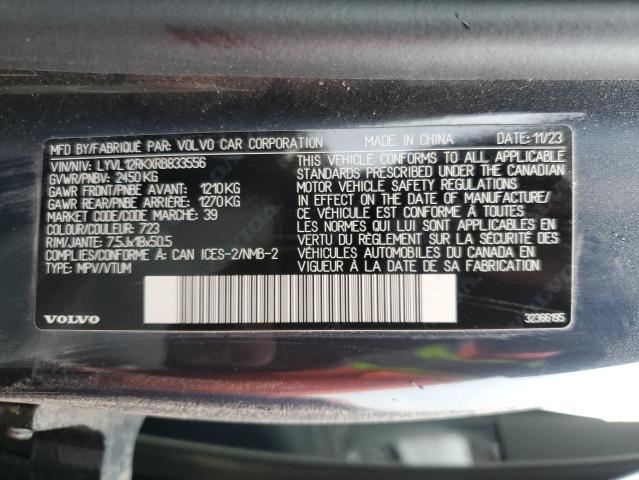 MFD BY/FABRIQUÉ PAR: VOLVO CAR CORPORATION MADE IN CHINA DATE: 11/23
VIN/NIV: LYVL12RKXRB833556
GVWR/PNBV: 2450 KG
GAWR FRONT/PNBE AVANT: 1210 KG
GAWR REAR/PNBE ARRIÈRE: 1270 KG
MARKET CODE/CODE MARCHÉ: 39
COLOUR/COULEUR: 723
RIM/JANTE: 7.5Jx18x50.5
COMPLIES/CONFORME À: CAN ICES-2/NMB-2
TYPE: MPV/VTUM
THIS VEHICLE CONFORMS TO ALL APPLICABLE
STANDARDS PRESCRIBED UNDER THE CANADIAN
MOTOR VEHICLE SAFETY REGULATIONS
IN EFFECT ON THE DATE OF MANUFACTURE
CE VÉHICULE EST CONFORME À TOUTES
LES NORMES QUI LUI SONT APPLICABLES EN
VERTU DU RÈGLEMENT SUR LA SÉCURITÉ DES
VÉHICULES AUTOMOBILES DU CANADA EN
VIGUEUR À LA DATE DE SA FABRICATION
VOLVO
32366195